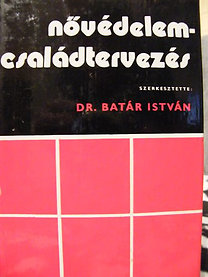 nővédelem-
családtervezés
SZERKESZTETTE:
DR. BATÁR ISTVÁN